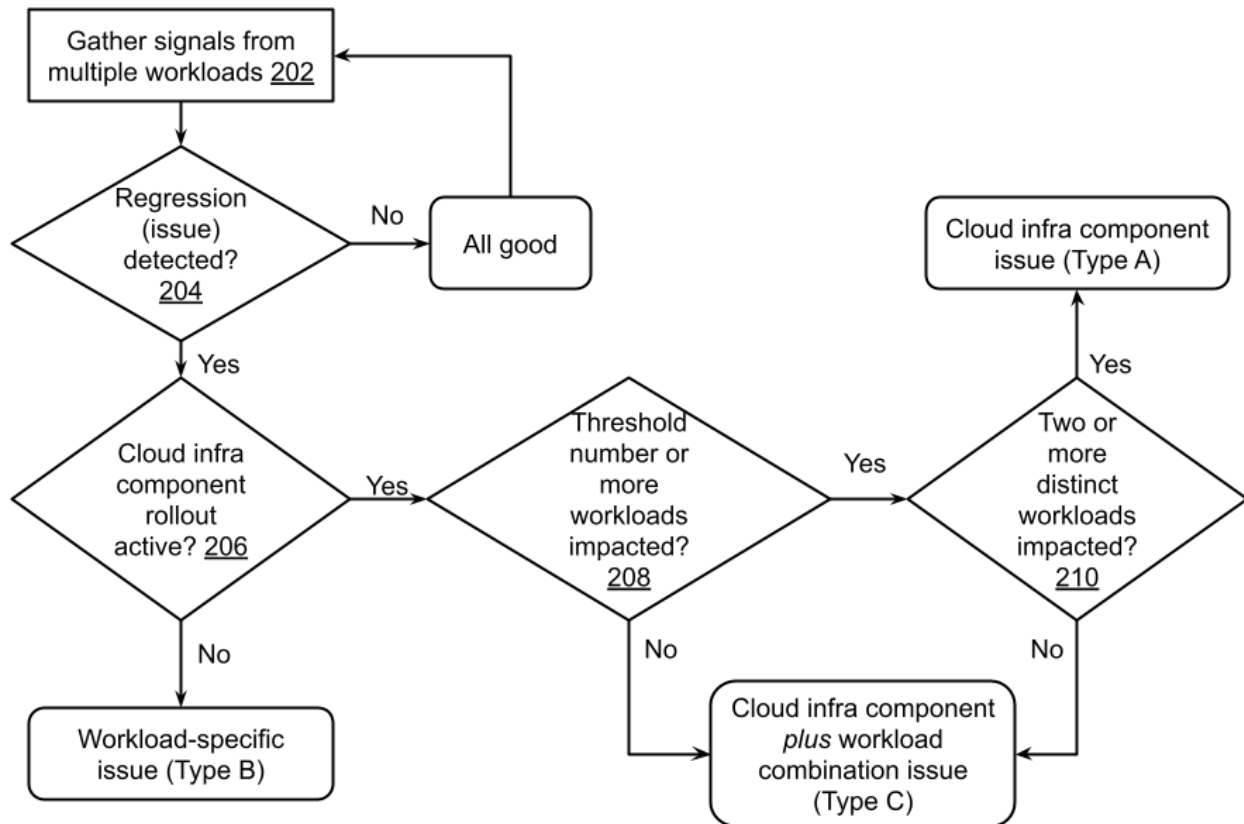 Gather signals from
multiple workloads 202
Regression
(issue)
detected?
204
No
All good
Yes
Cloud infra
component
rollout
active? 206
Yes
Threshold
number or
more
workloads
impacted?
208
Yes
Two or
more
distinct
workloads
impacted?
210
Yes
Cloud infra component
issue (Type A)
No
Workload-specific
issue (Type B)
No
No
Cloud infra component
plus workload
combination issue
(Type C)